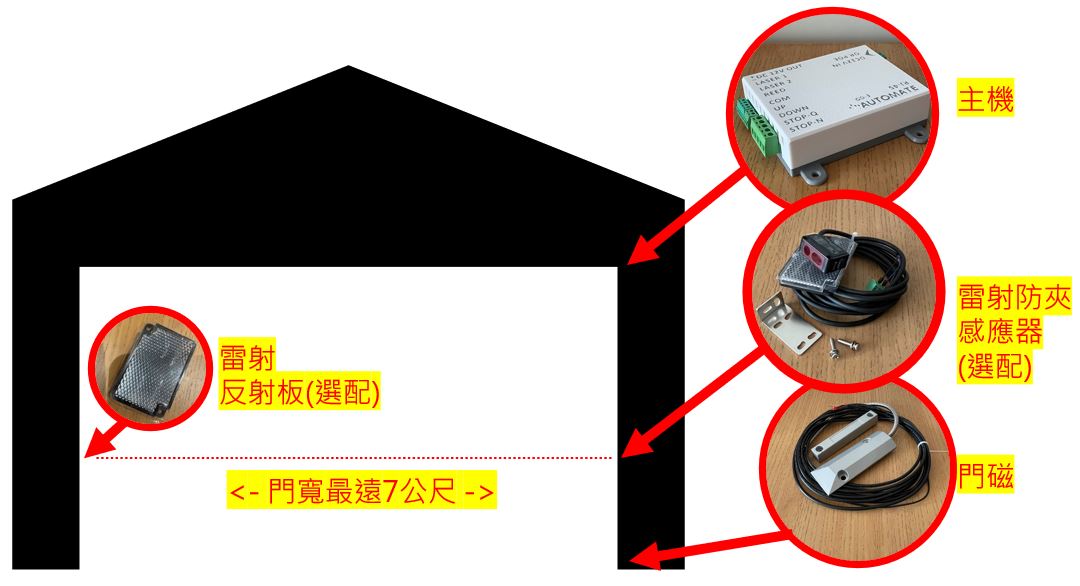 DC 12V OUT
LASER 1
LASER 2
REED
COM
UP
DOWN
STOP-Q
STOP-N
AUTOMATE
主機
雷射防夾
感應器
(選配)
雷射
反射板(選配)
<- 門寬最遠7公尺 ->
門磁